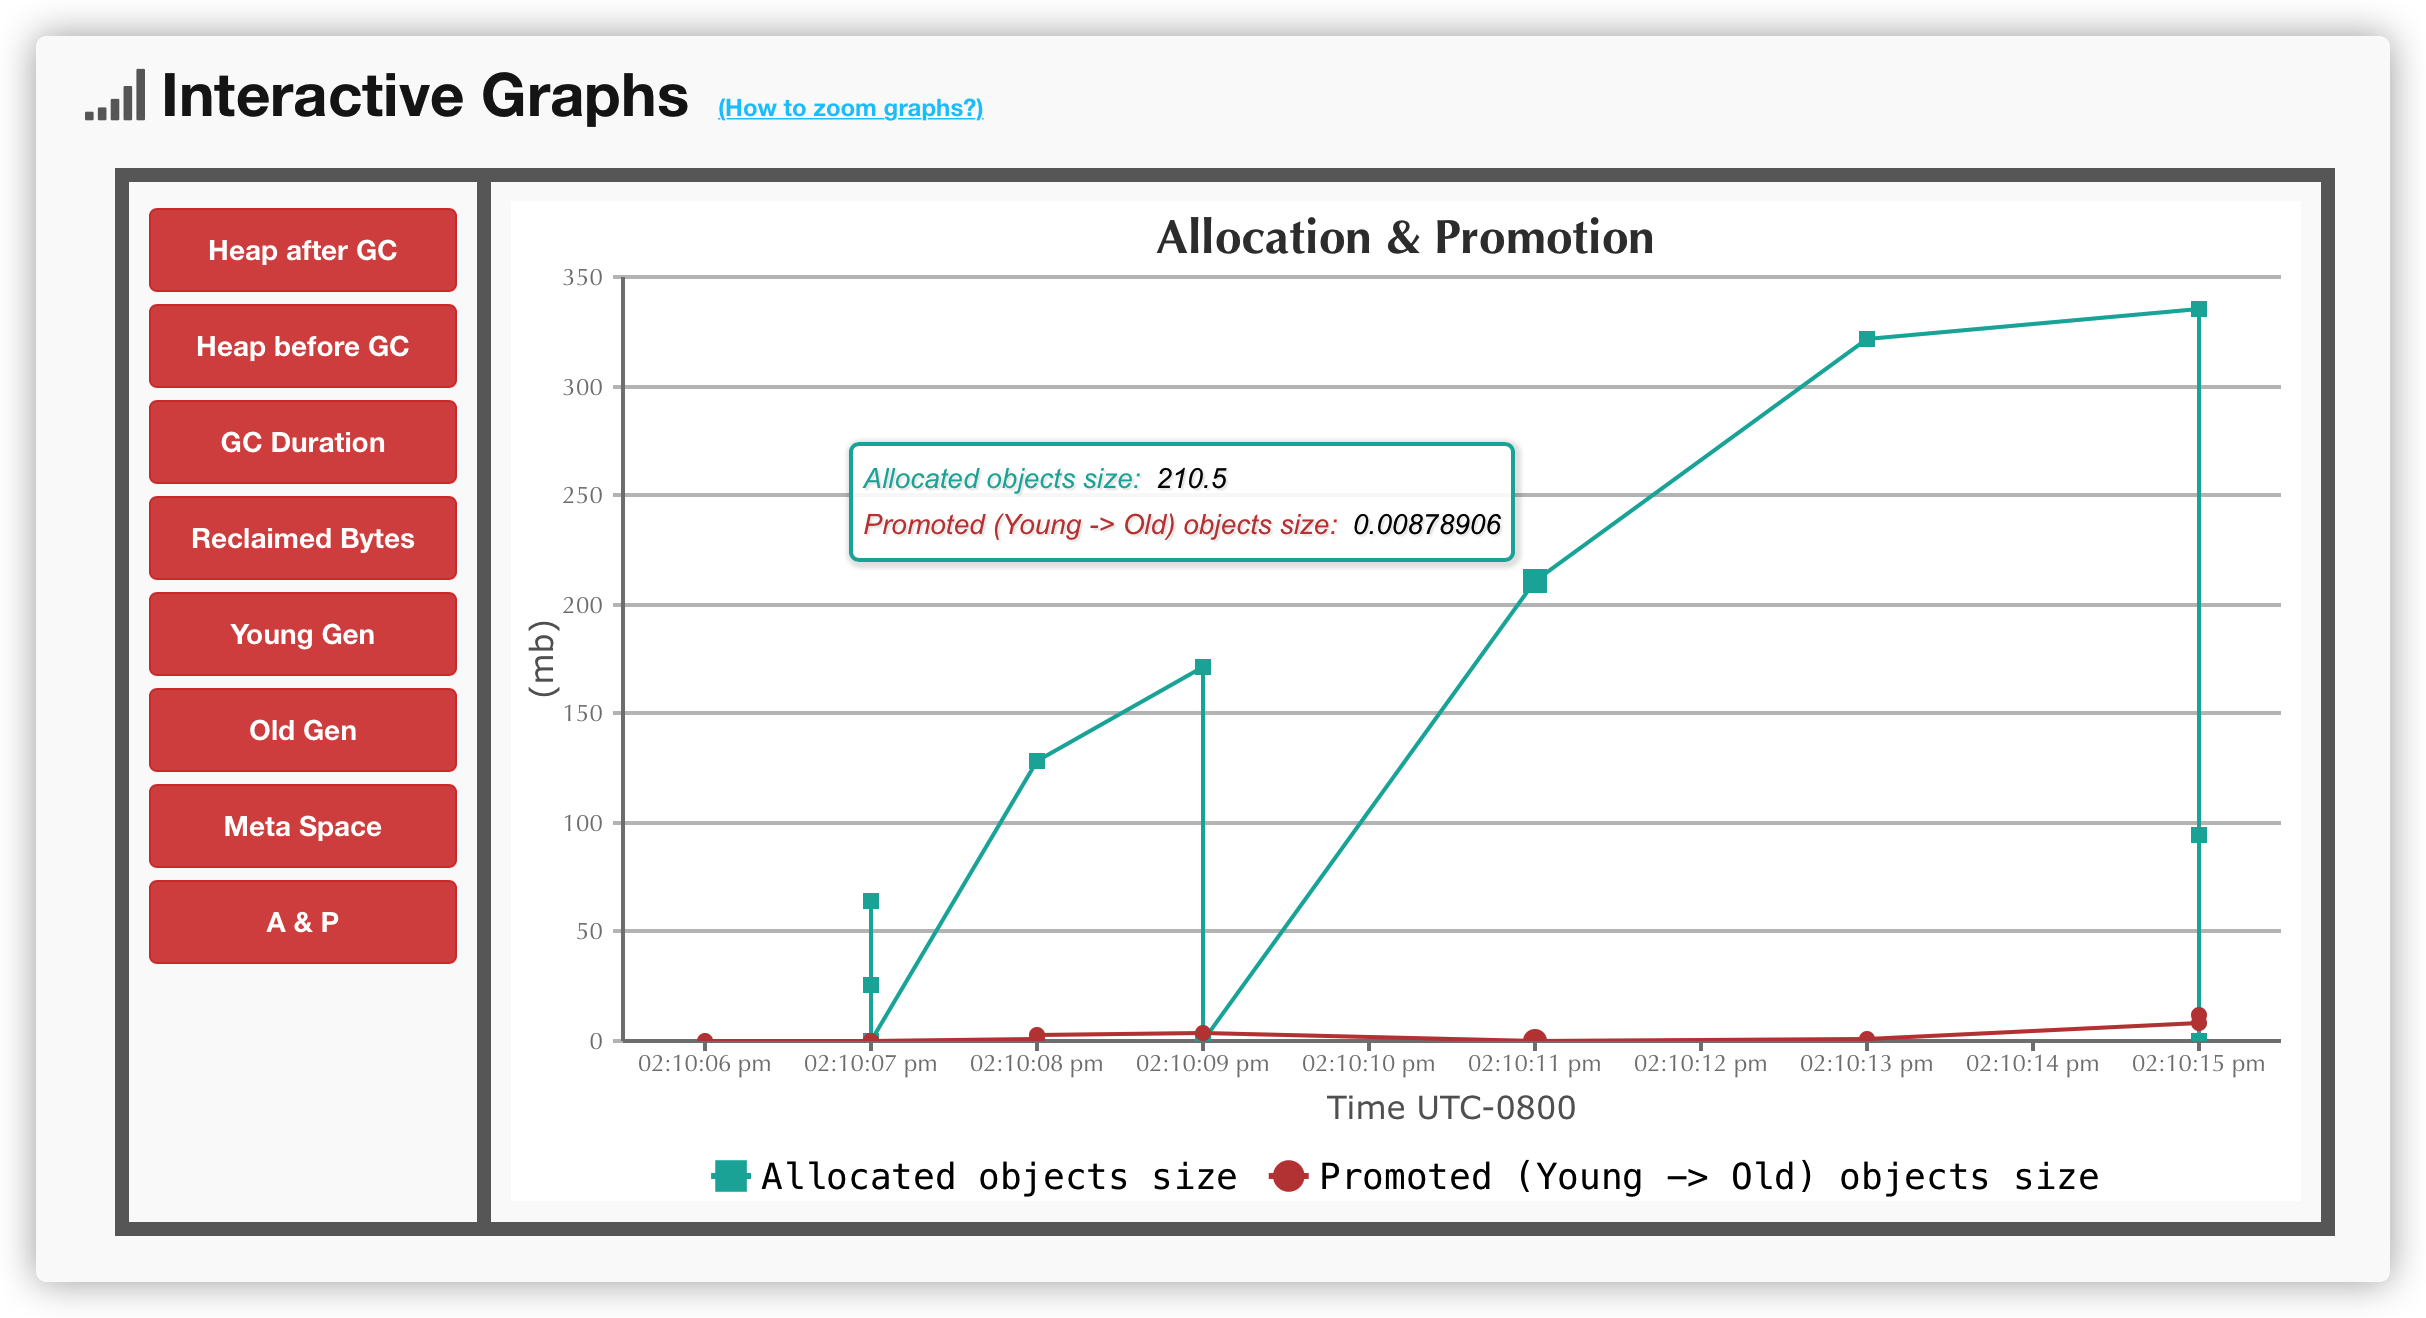 Interactive Graphs (How to zoom graphs?)
Heap after GC
Heap before GC
GC Duration
Reclaimed Bytes
Young Gen
Old Gen
Meta Space
A & P
Allocation & Promotion
350
300
250
200
150
100
50
0
(mb)
Allocated objects size: 210.5
Promoted (Young -> Old) objects size: 0.00878906
02:10:06 pm 02:10:07 pm 02:10:08 pm 02:10:09 pm 02:10:10 pm 02:10:11 pm 02:10:12 pm 02:10:13 pm 02:10:14 pm 02:10:15 pm
Time UTC-0800
Allocated objects size Promoted (Young -> Old) objects size